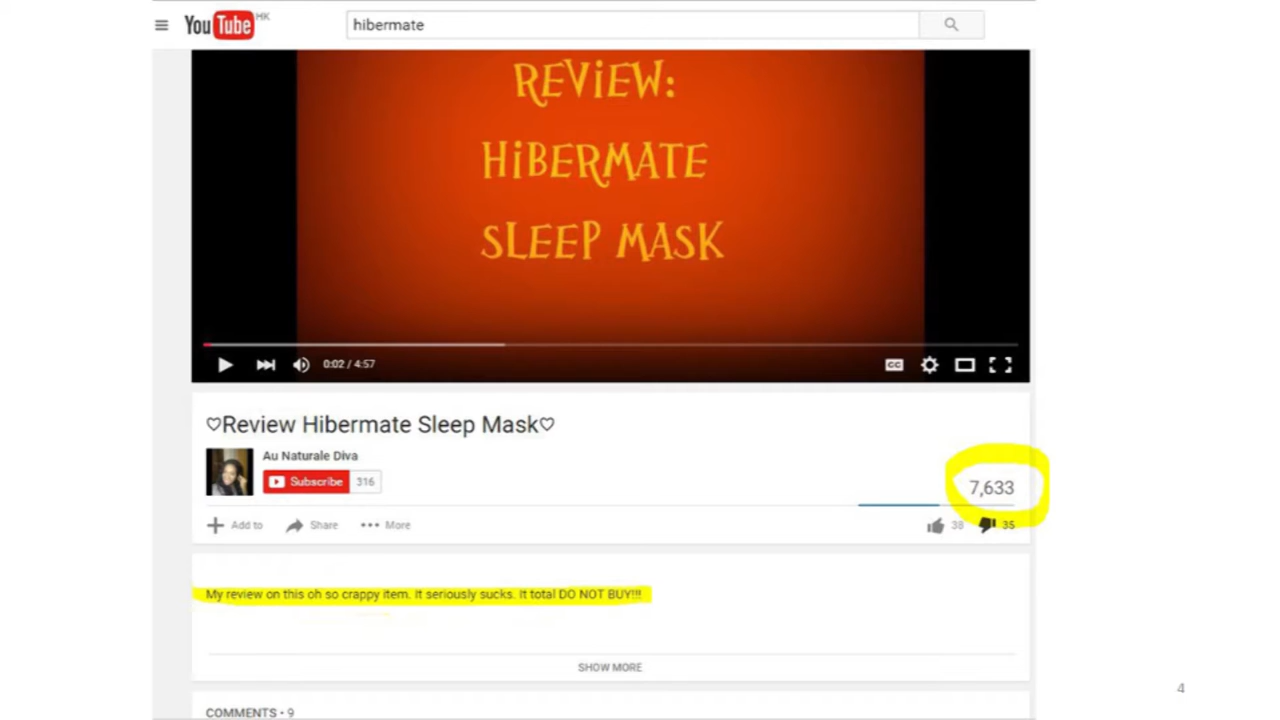 YouTube HK
hibermate
REVIEW:
HIBERMATE
SLEEP MASK
0:02 / 4:57
CC
♡Review Hibermate Sleep Mask♡
Au Naturale Diva
Subscribe 316
7,633
Add to Share More
38 35
My review on this oh so crappy item. It seriously sucks. It total DO NOT BUY!!!
SHOW MORE
COMMENTS • 9
4